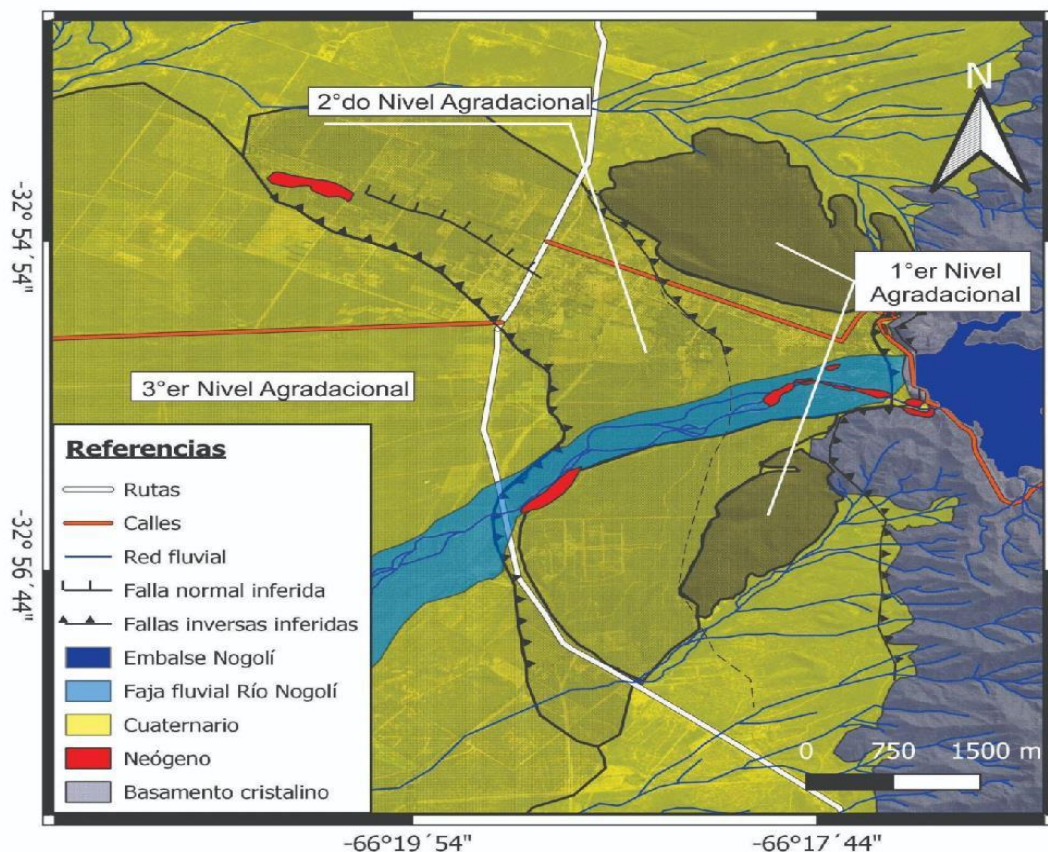 2°do Nivel Agradacional
N
1°er Nivel
Agradacional
3°er Nivel Agradacional
-32° 54´54"
-32° 56´44"
Referencias
Rutas
Calles
Red fluvial
Falla normal inferida
Fallas inversas inferidas
Embalse Nogolí
Faja fluvial Río Nogolí
Cuaternario
Neógeno
Basamento cristalino
0 750 1500 m
-66°19´54" -66°17´44"